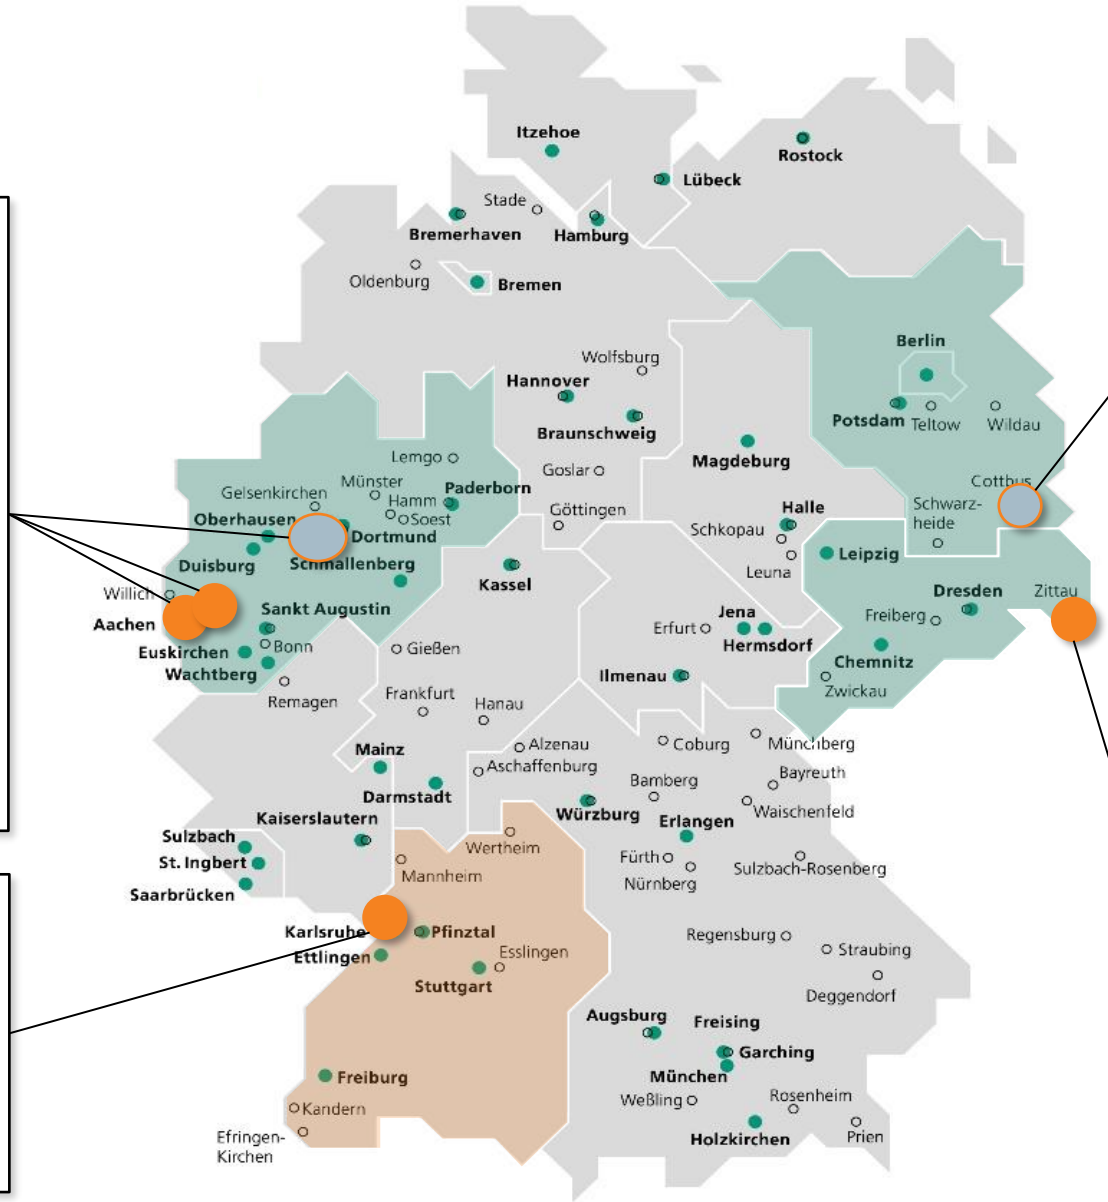 Itzehoe
Rostock
Lübeck
Stade
Bremerhaven
Hamburg
Oldenburg
Bremen
Berlin
Wolfsburg
Hannover
Potsdam
Teltow
Wildau
Braunschweig
Magdeburg
Lemgo
Goslar
Münster
Gelsenkirchen
Hamm
Paderborn
Cottbus
Schwarz-
heide
Göttingen
Halle
Oberhausen
Soest
Schkopau
Dortmund
Duisburg
Schmallenberg
Leipzig
Leuna
Kassel
Willich
Dresden
Zittau
Sankt Augustin
Aachen
Jena
Freiberg
Erfurt
Hermsdorf
Bonn
Gießen
Euskirchen
Chemnitz
Wachtberg
Ilmenau
Zwickau
Remagen
Frankfurt
Hanau
Alzenau
Coburg
Münchberg
Mainz
Aschaffenburg
Bayreuth
Bamberg
Darmstadt
Waischenfeld
Würzburg
Kaiserslautern
Erlangen
Sulzbach
Wertheim
St. Ingbert
Fürth
Mannheim
Sulzbach-Rosenberg
Nürnberg
Saarbrücken
Karlsruhe
Pfinztal
Regensburg
Esslingen
Straubing
Ettlingen
Stuttgart
Deggendorf
Augsburg
Freising
Garching
Freiburg
München
Rosenheim
Weßling
Kandern
Efringen-
Kirchen
Holzkirchen
Prien